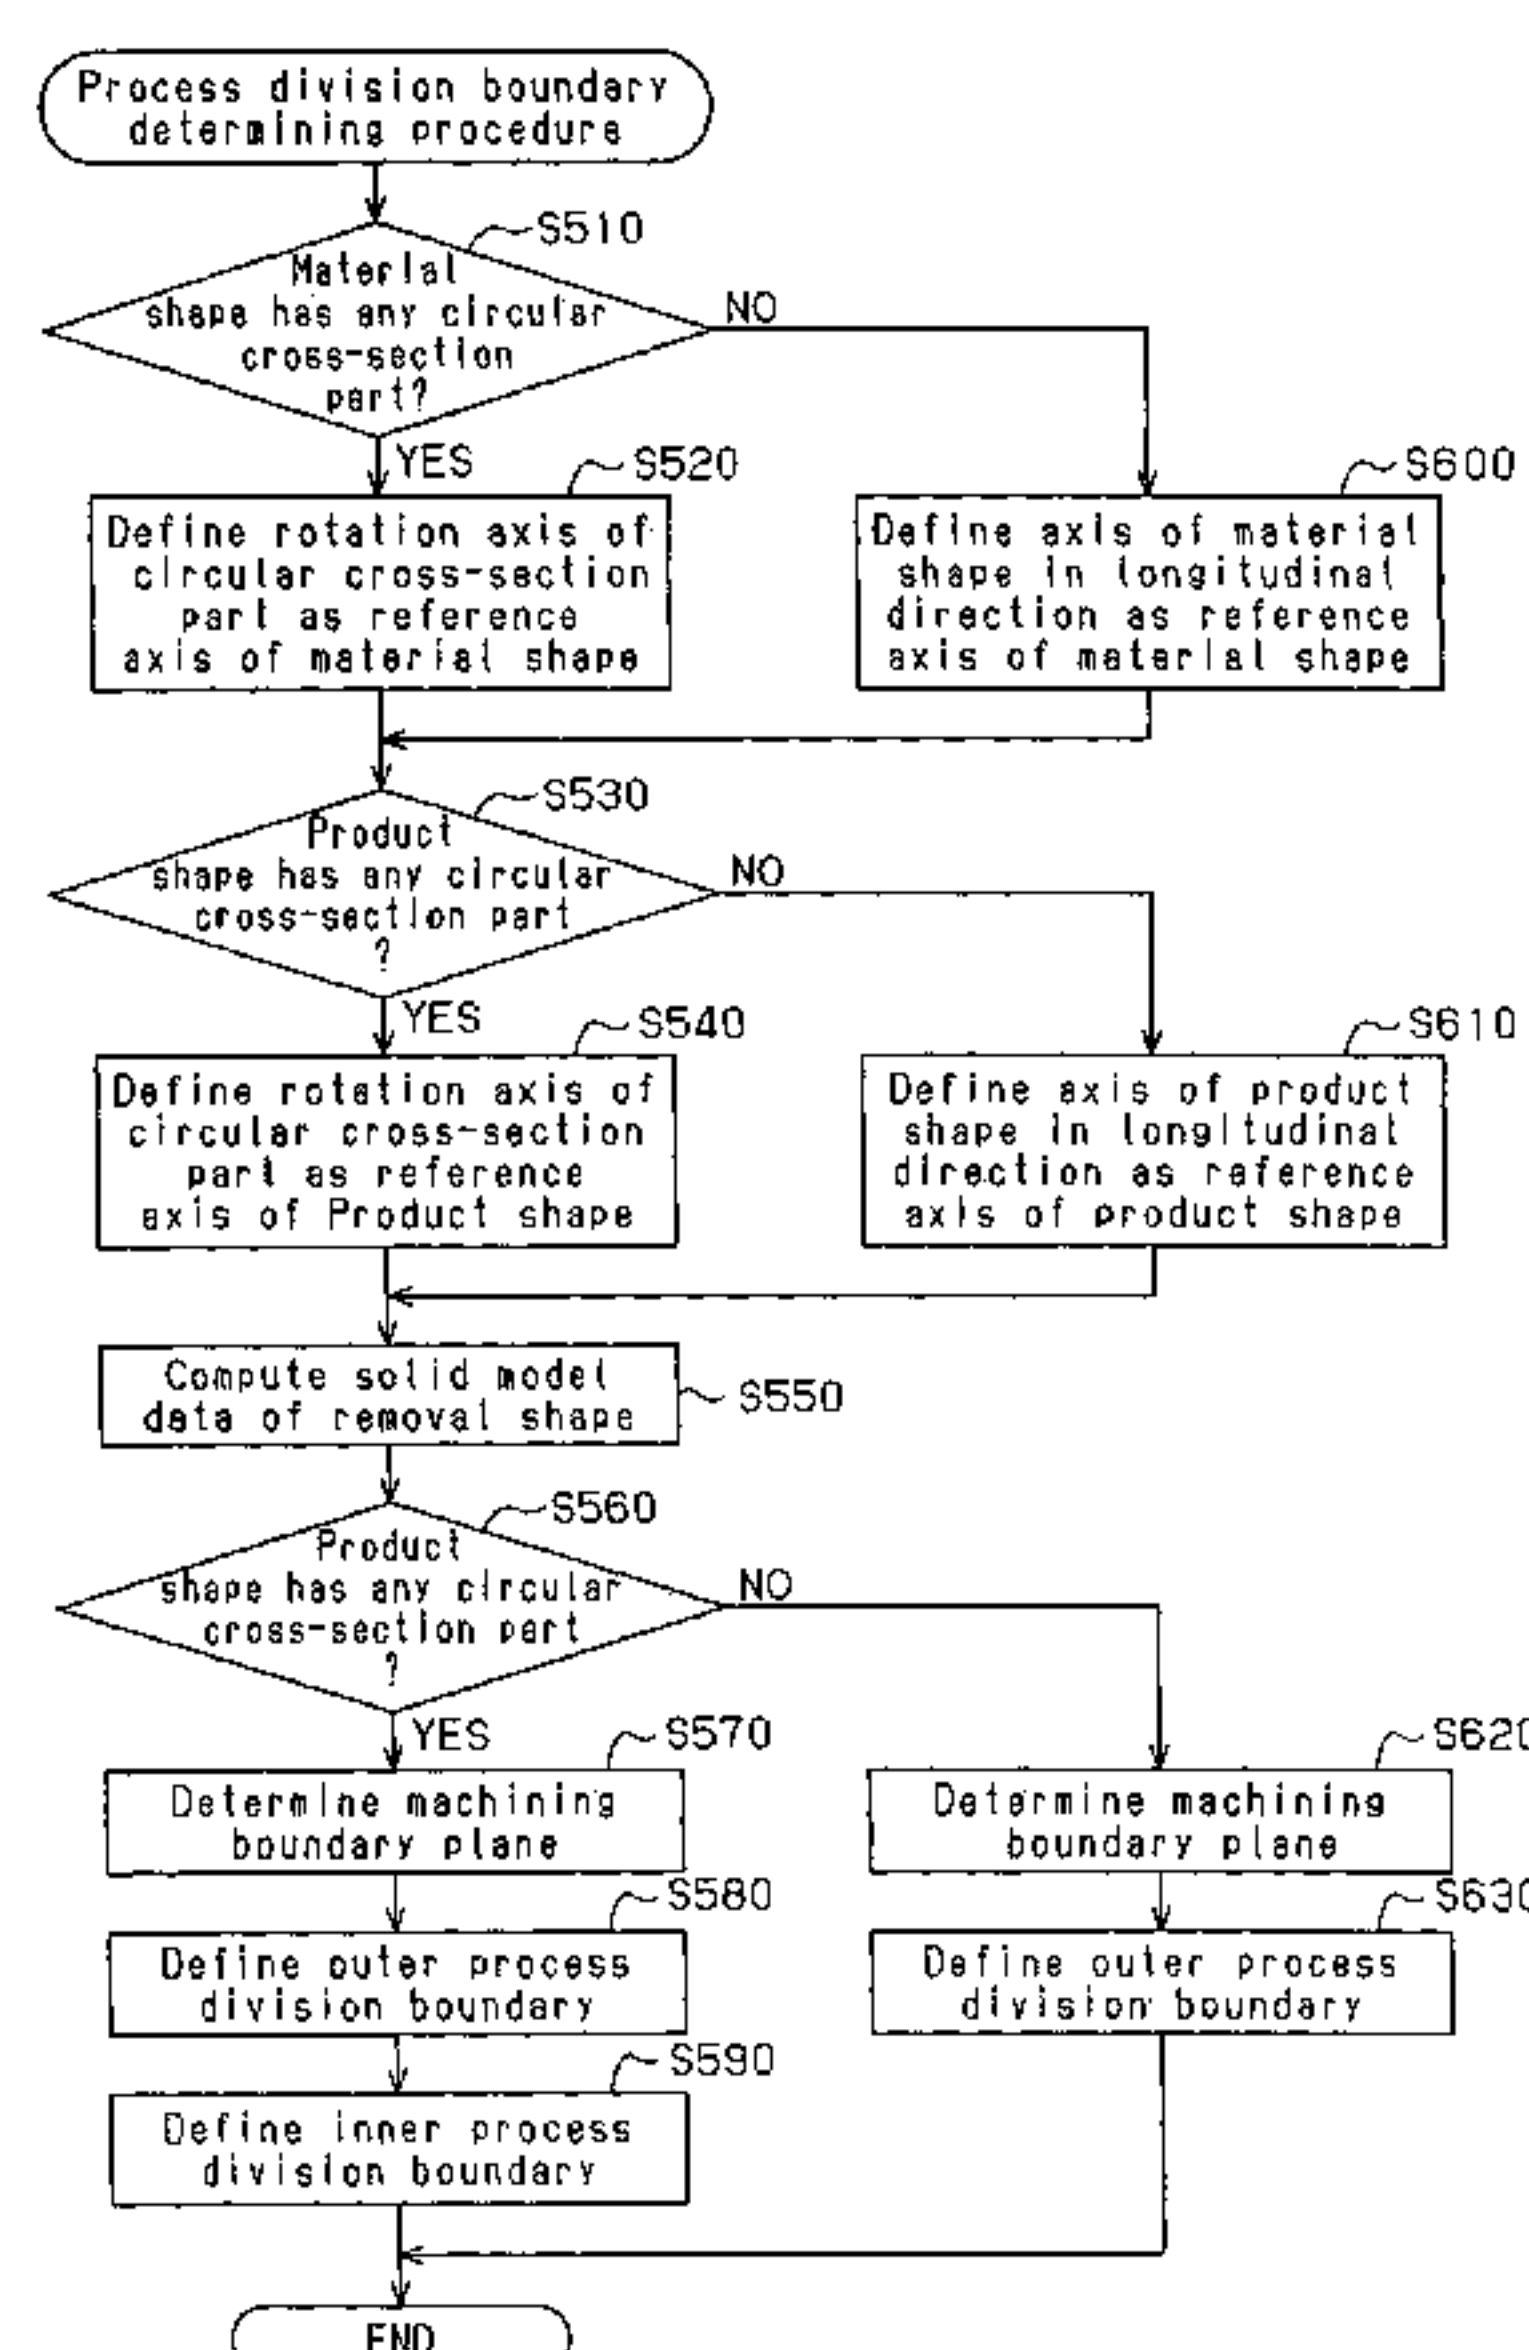 Process division boundary
determining procedure
S510
Material
shape has any circular
cross-section
part?
NO
YES
S520
S600
Define rotation axis of
circular cross-section
part as reference
axis of material shape
Define axis of material
shape in longitudinal
direction as reference
axis of material shape
S530
Product
shape has any circular
cross-section part
?
NO
YES
S540
S610
Define rotation axis of
circular cross-section
part as reference
axis of Product shape
Define axis of product
shape in longitudinal
direction as reference
axis of product shape
Compute solid model
data of removal shape
S550
S560
Product
shape has any circular
cross-section part
?
NO
YES
S570
S620
Determine machining
boundary plane
Determine machining
boundary plane
S580
S630
Define outer process
division boundary
Define outer process
division boundary
S590
Define inner process
division boundary
END